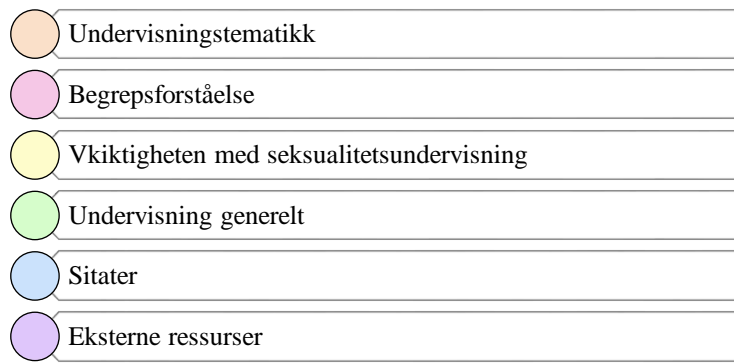 Undervisningstematikk
Begrepsforståelse
Vkiktigheten med seksualitetsundervisning
Undervisning generelt
Sitater
Eksterne ressurser